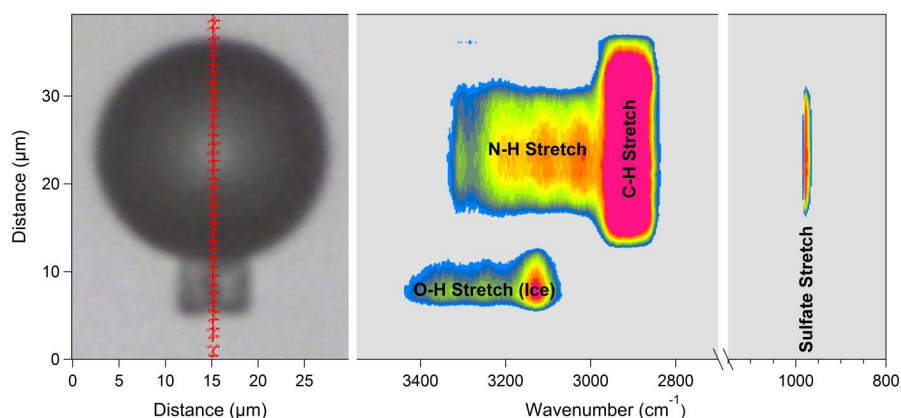 Distance (µm)
30
20
10
0
0 5 10 15 20 25
Distance (µm)
N-H Stretch
C-H Stretch
O-H Stretch (Ice)
Sulfate Stretch
3400 3200 3000 2800 1000 800
Wavenumber (cm-1)